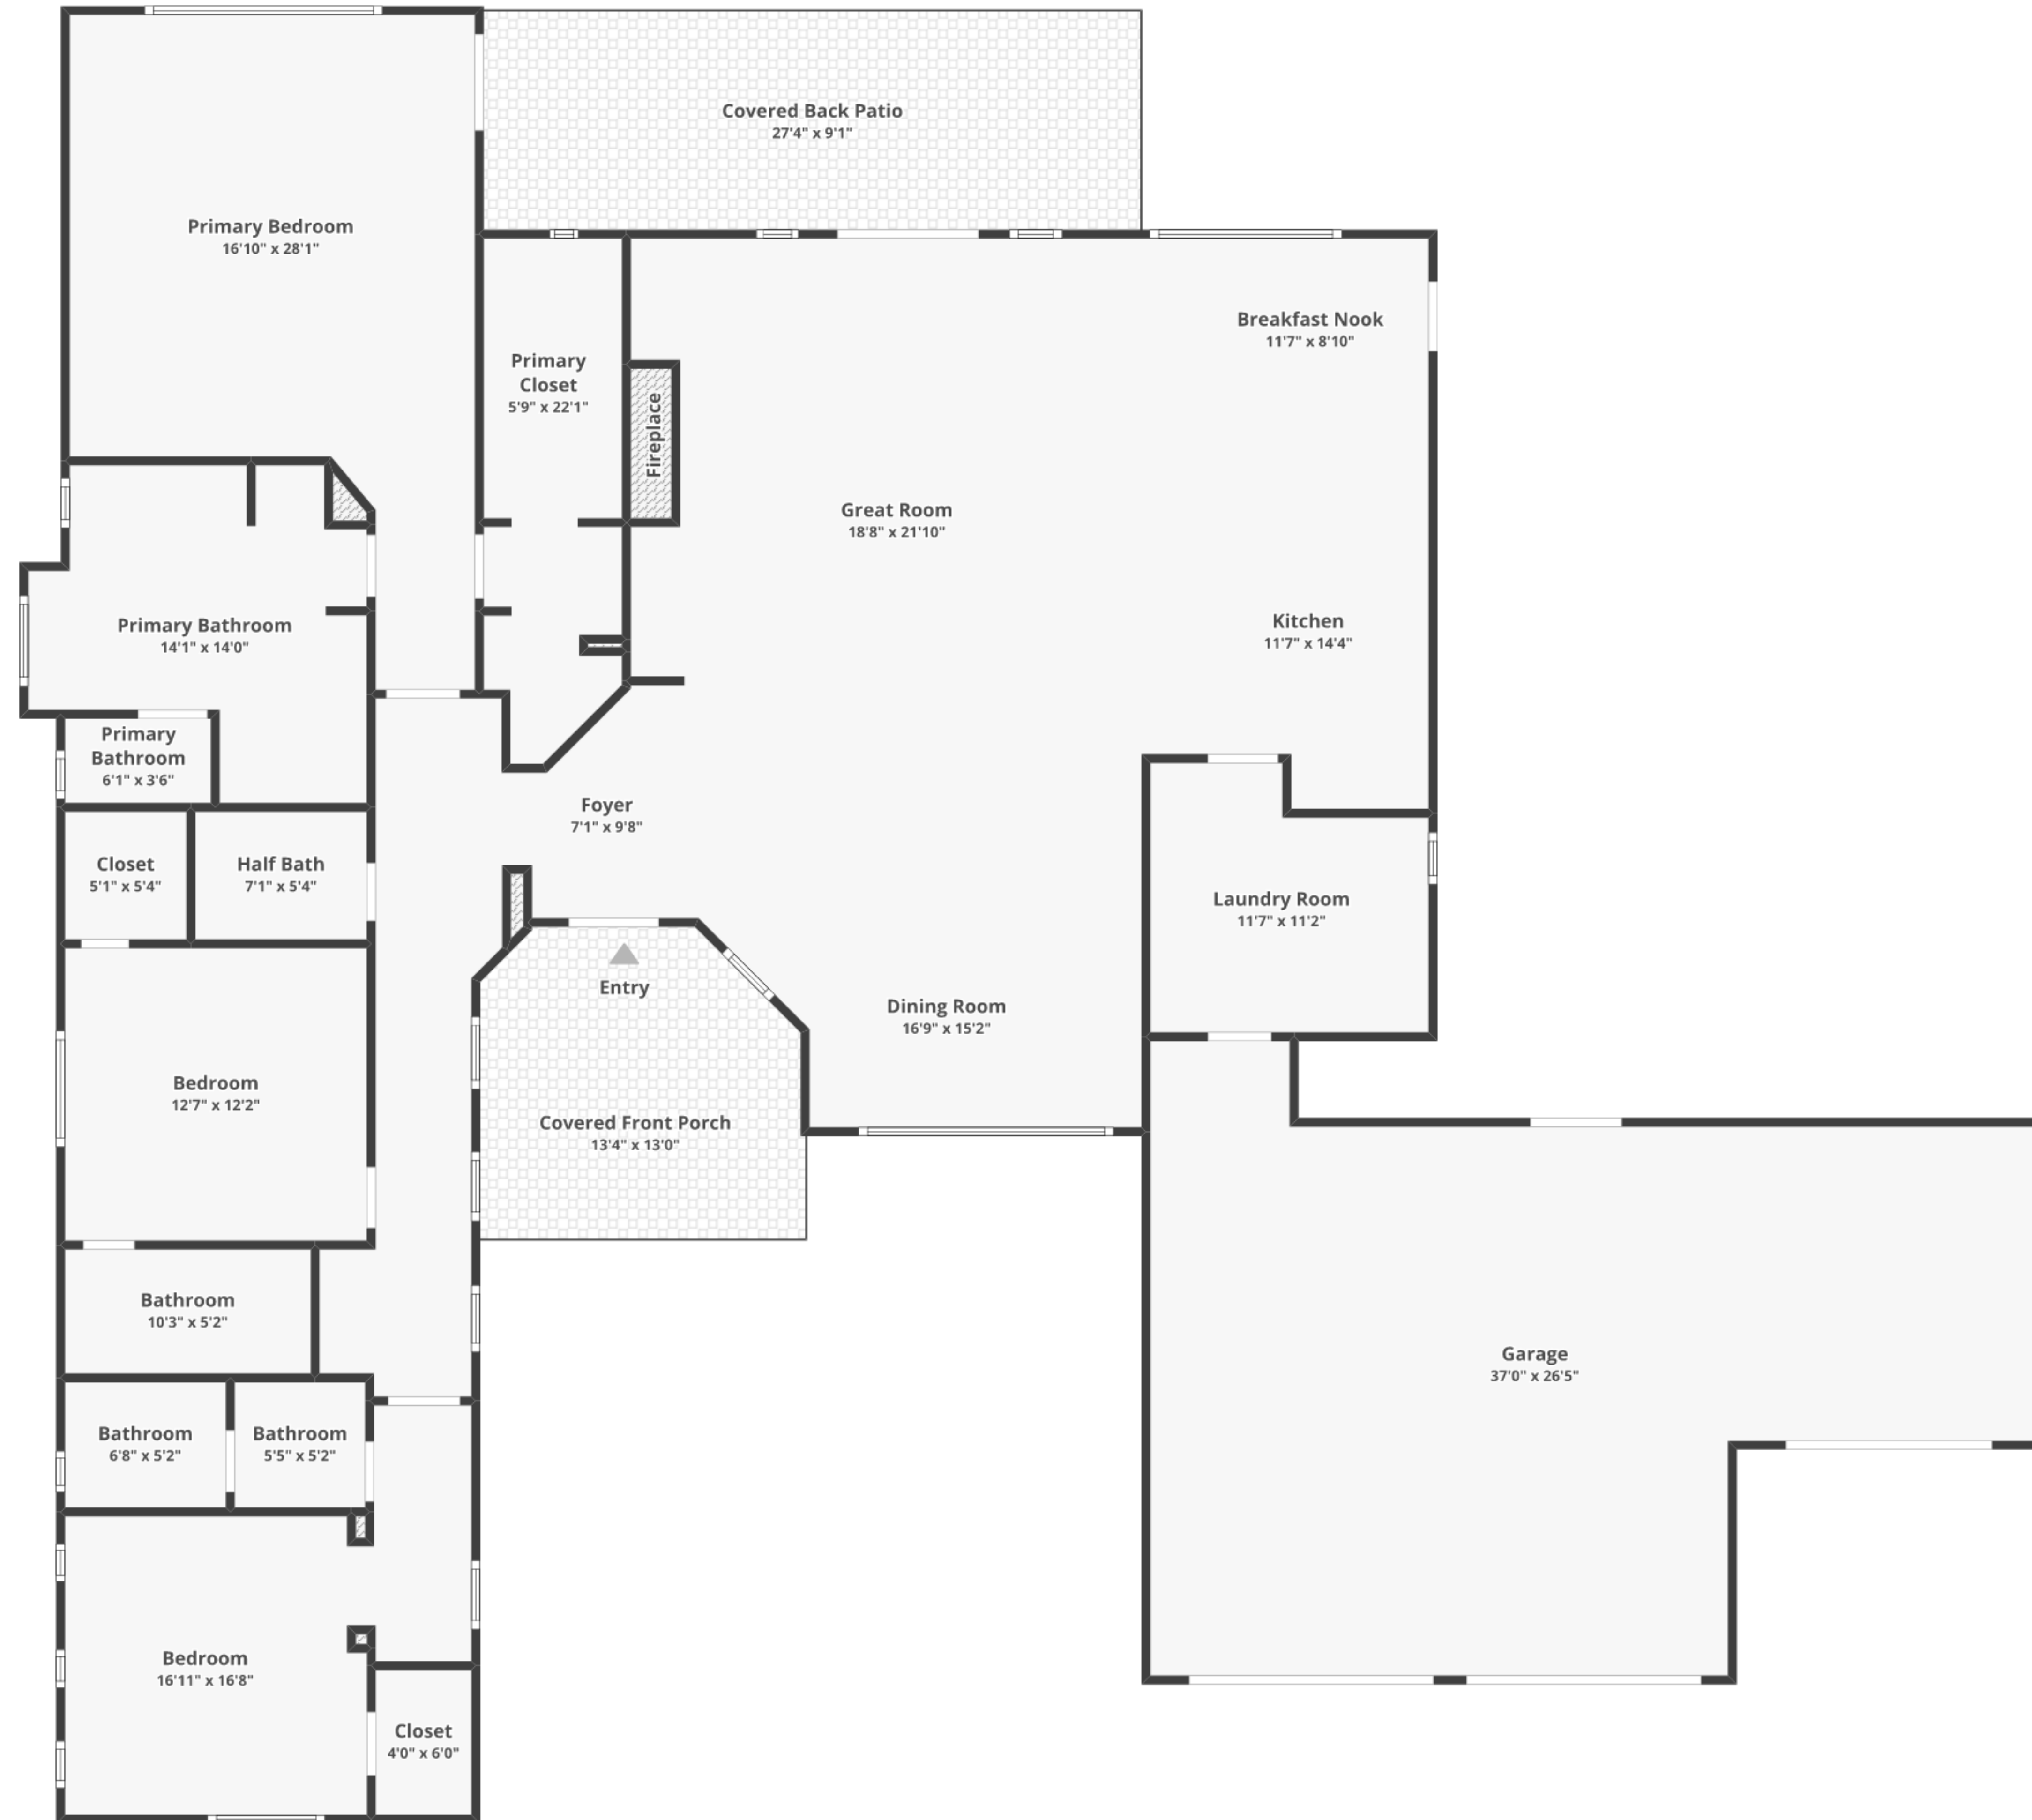 Covered Back Patio
27'4" x 9'1"
Primary Bedroom
16'10" x 28'1"
Breakfast Nook
11'7" x 8'10"
Primary
Closet
5'9" x 22'1"
Fireplace
Great Room
18'8" x 21'10"
Primary Bathroom
14'1" x 14'0"
Kitchen
11'7" x 14'4"
Primary
Bathroom
6'1" x 3'6"
Foyer
7'1" x 9'8"
Closet
5'1" x 5'4"
Half Bath
7'1" x 5'4"
Laundry Room
11'7" x 11'2"
Entry
Dining Room
16'9" x 15'2"
Bedroom
12'7" x 12'2"
Covered Front Porch
13'4" x 13'0"
Bathroom
10'3" x 5'2"
Garage
37'0" x 26'5"
Bathroom
6'8" x 5'2"
Bathroom
5'5" x 5'2"
Bedroom
16'11" x 16'8"
Closet
4'0" x 6'0"